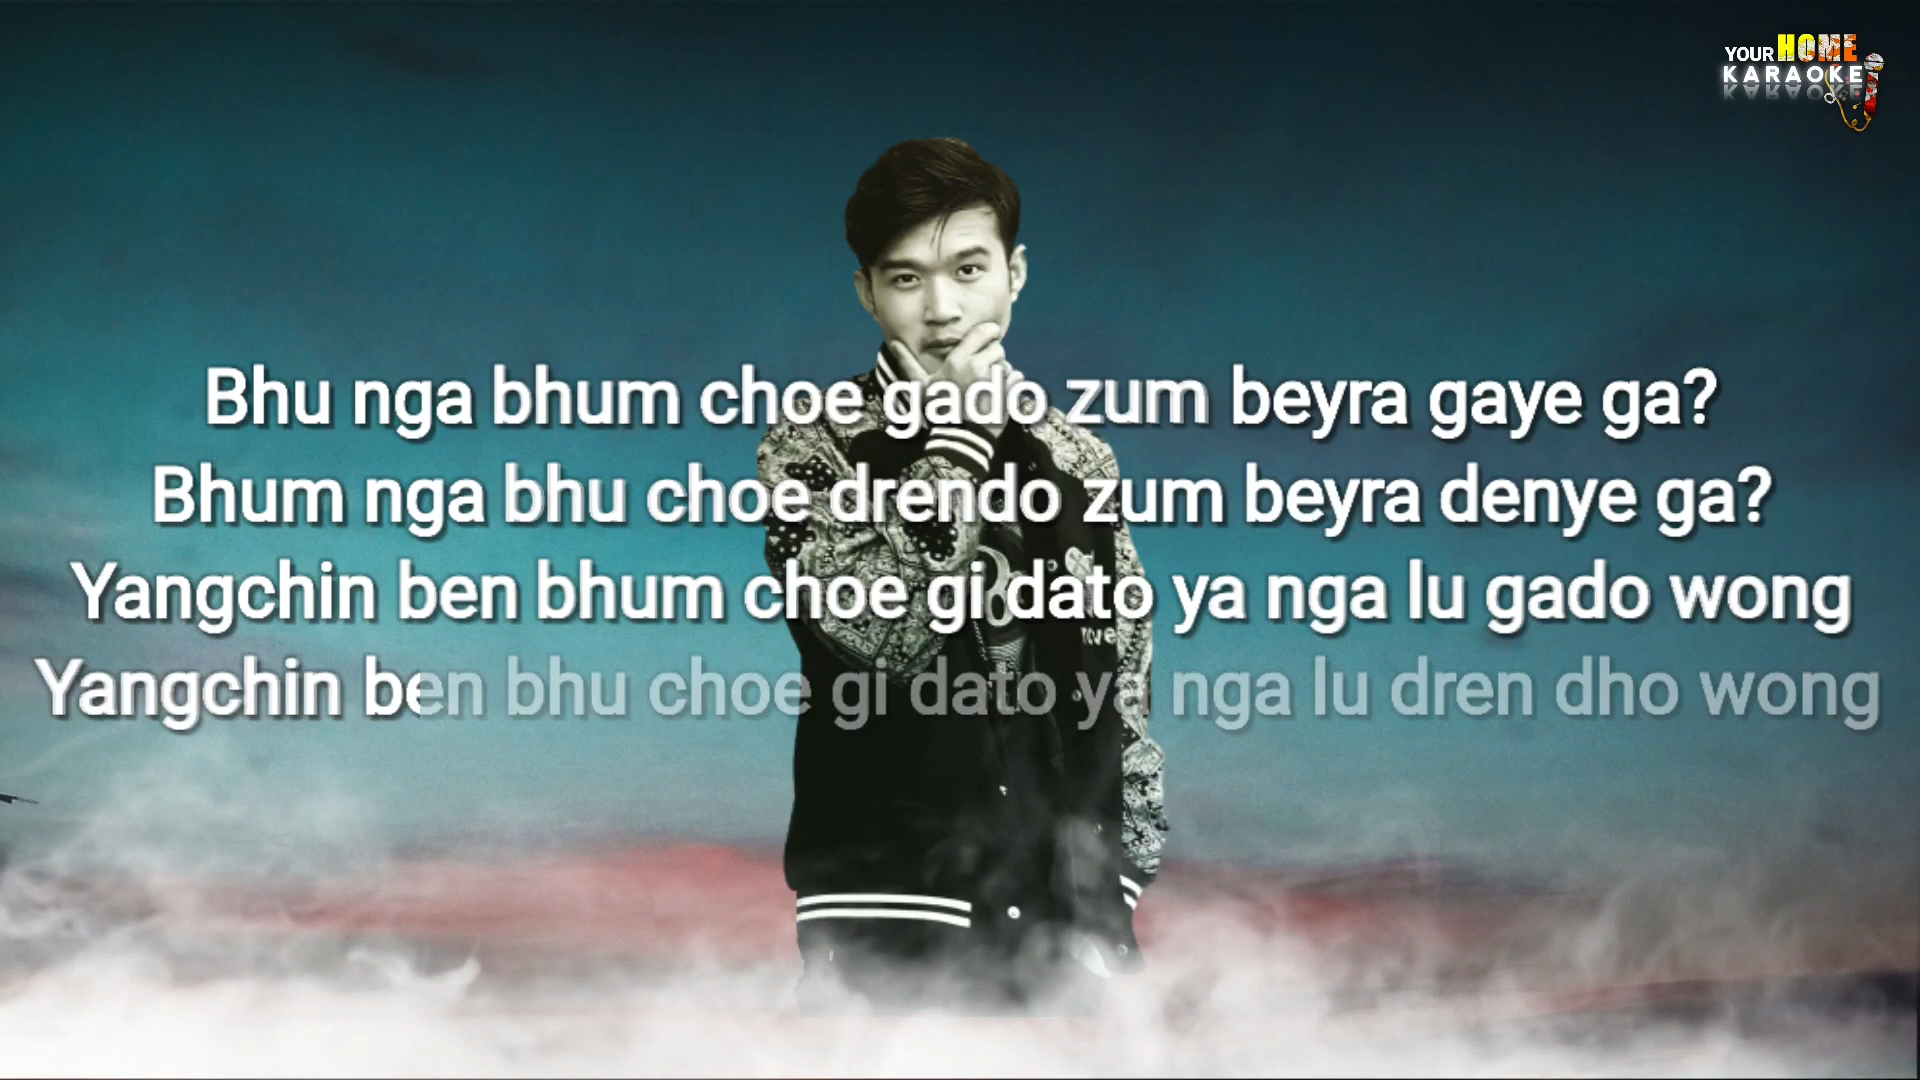 YOUR HOME
KARAOKE
Bhu nga bhum choe gado zum beyra gaye ga?
Bhum nga bhu choe drendo zum beyra denye ga?
Yangchin ben bhum choe gi dato ya nga lu gado wong
Yangchin ben bhu choe gi dato ya nga lu dren dho wong